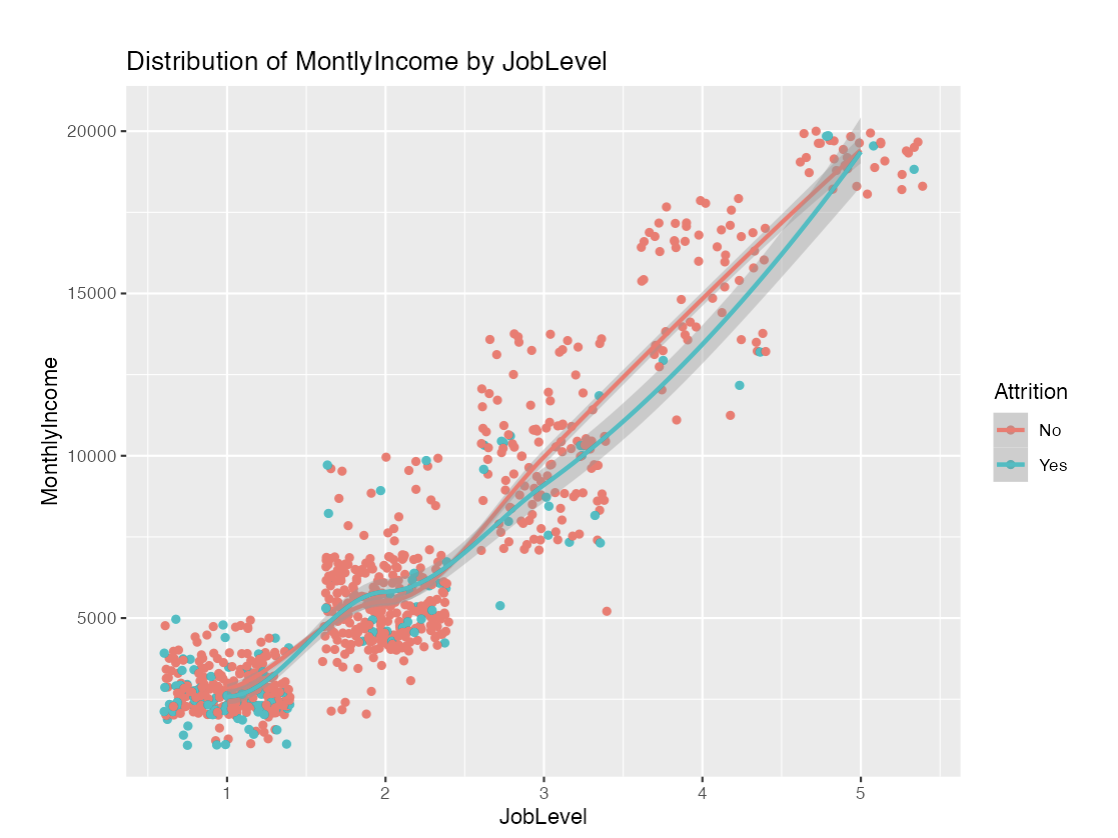 Distribution of MontlyIncome by JobLevel
20000
15000
10000
5000
MonthlyIncome
1 2 3 4 5
JobLevel
Attrition
No
Yes